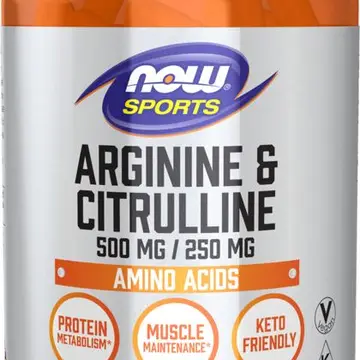 now
SPORTS
ARGININE &
CITRULLINE
500 MG / 250 MG
AMINO ACIDS
PROTEIN
METABOLISM*
MUSCLE
MAINTENANCE*
KETO
FRIENDLY